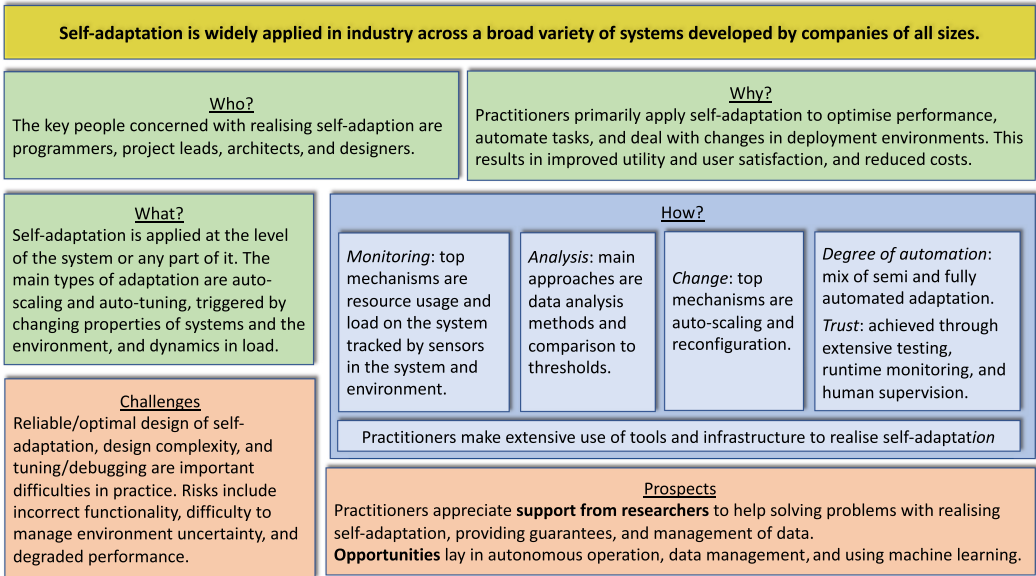 Self-adaptation is widely applied in industry across a broad variety of systems developed by companies of all sizes.
Who?
The key people concerned with realising self-adaption are
programmers, project leads, architects, and designers.
Why?
Practitioners primarily apply self-adaptation to optimise performance,
automate tasks, and deal with changes in deployment environments. This
results in improved utility and user satisfaction, and reduced costs.
What?
Self-adaptation is applied at the level
of the system or any part of it. The
main types of adaptation are auto-
scaling and auto-tuning, triggered by
changing properties of systems and the
environment, and dynamics in load.
How?
Monitoring: top
mechanisms are
resource usage and
load on the system
tracked by sensors
in the system and
environment.
Analysis: main
approaches are
data analysis
methods and
comparison to
thresholds.
Change: top
mechanisms are
auto-scaling and
reconfiguration.
Degree of automation:
mix of semi and fully
automated adaptation.
Trust: achieved through
extensive testing,
runtime monitoring, and
human supervision.
Practitioners make extensive use of tools and infrastructure to realise self-adaptation
Challenges
Reliable/optimal design of self-
adaptation, design complexity, and
tuning/debugging are important
difficulties in practice. Risks include
incorrect functionality, difficulty to
manage environment uncertainty, and
degraded performance.
Prospects
Practitioners appreciate support from researchers to help solving problems with realising
self-adaptation, providing guarantees, and management of data.
Opportunities lay in autonomous operation, data management, and using machine learning.